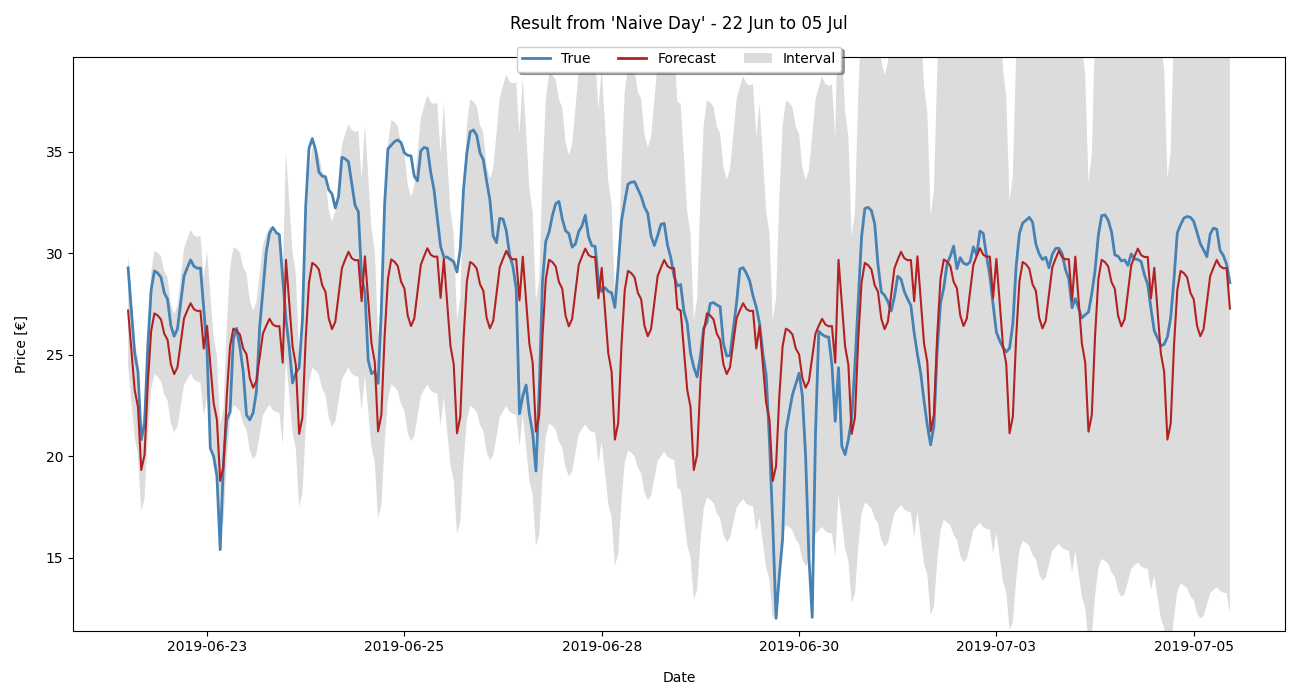 Result from 'Naive Day' - 22 Jun to 05 Jul
True Forecast Interval
35
30
25
20
15
Price [€]
2019-06-23 2019-06-25 2019-06-28 2019-06-30 2019-07-03 2019-07-05
Date